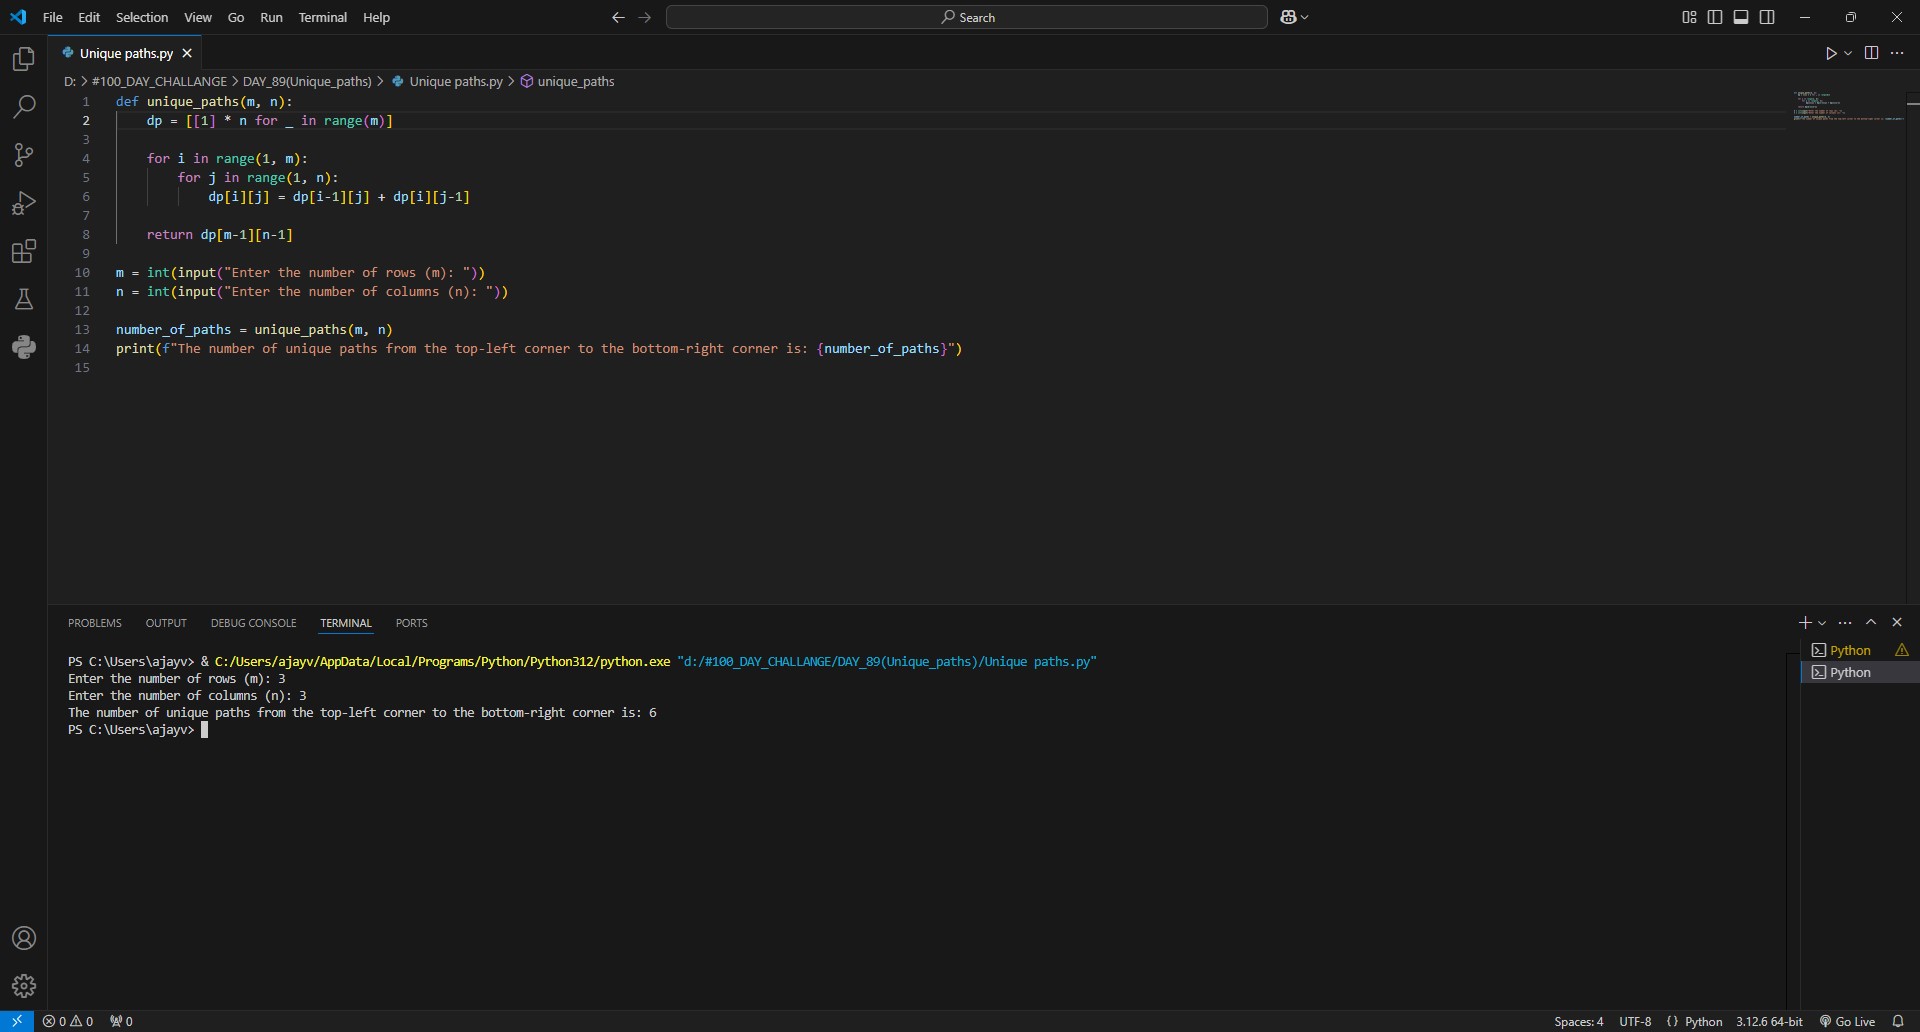 File Edit Selection View Go Run Terminal Help Search
Unique paths.py
D: > #100_DAY_CHALLANGE > DAY_89(Unique_paths) > Unique paths.py > unique_paths
1 def unique_paths(m, n):
2     dp = [[1] * n for _ in range(m)]
3
4     for i in range(1, m):
5         for j in range(1, n):
6             dp[i][j] = dp[i-1][j] + dp[i][j-1]
7
8     return dp[m-1][n-1]
9
10 m = int(input("Enter the number of rows (m): "))
11 n = int(input("Enter the number of columns (n): "))
12
13 number_of_paths = unique_paths(m, n)
14 print(f"The number of unique paths from the top-left corner to the bottom-right corner is: {number_of_paths}")
15
PROBLEMS OUTPUT DEBUG CONSOLE TERMINAL PORTS
PS C:\Users\ajayv> & C:/Users/ajayv/AppData/Local/Programs/Python/Python312/python.exe "d:/#100_DAY_CHALLANGE/DAY_89(Unique_paths)/Unique paths.py"
Enter the number of rows (m): 3
Enter the number of columns (n): 3
The number of unique paths from the top-left corner to the bottom-right corner is: 6
PS C:\Users\ajayv>
Python
Python
0 0 0 Spaces: 4 UTF-8 {} Python 3.12.6 64-bit Go Live